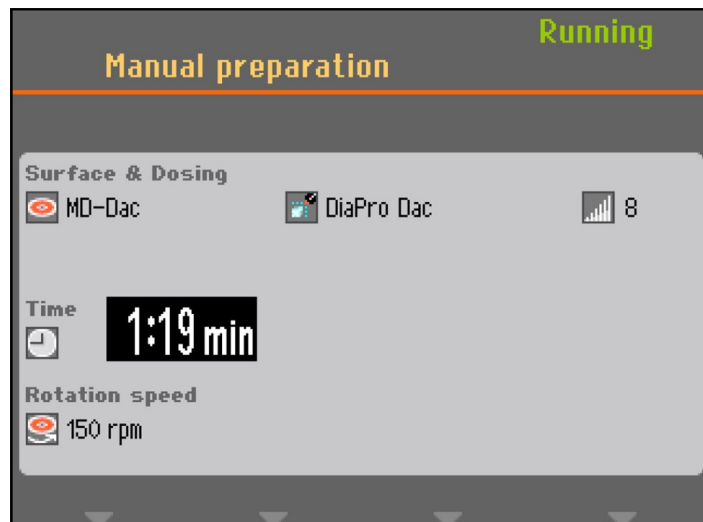 Running
Manual preparation
Surface & Dosing
MD-Dac DiaPro Dac 8
Time
1:19 min
Rotation speed
150 rpm